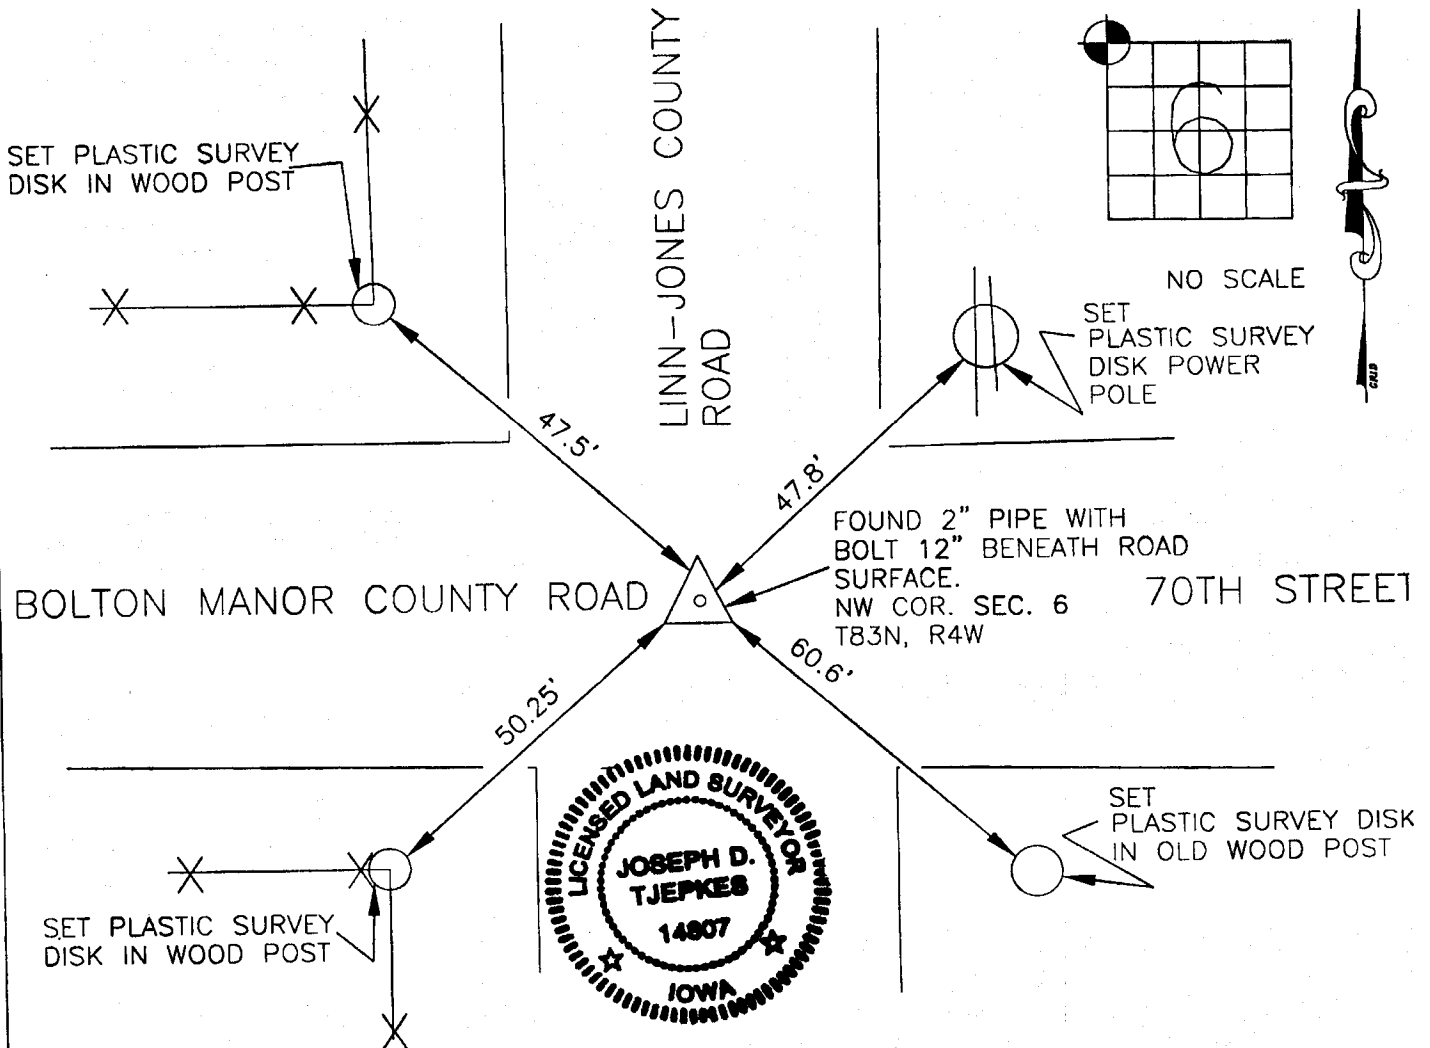 SET PLASTIC SURVEY
DISK IN WOOD POST
LINN-JONES COUNTY
ROAD
6
NO SCALE
GRID
SET
PLASTIC SURVEY
DISK POWER
POLE
47.5'
47.8'
FOUND 2" PIPE WITH
BOLT 12" BENEATH ROAD
SURFACE.
NW COR. SEC. 6
T83N, R4W
BOLTON MANOR COUNTY ROAD
70TH STREET
50.25'
60.6'
SET
PLASTIC SURVEY DISK
IN OLD WOOD POST
SET PLASTIC SURVEY
DISK IN WOOD POST
LICENSED LAND SURVEYOR
JOSEPH D.
TJEPKES
14807
IOWA